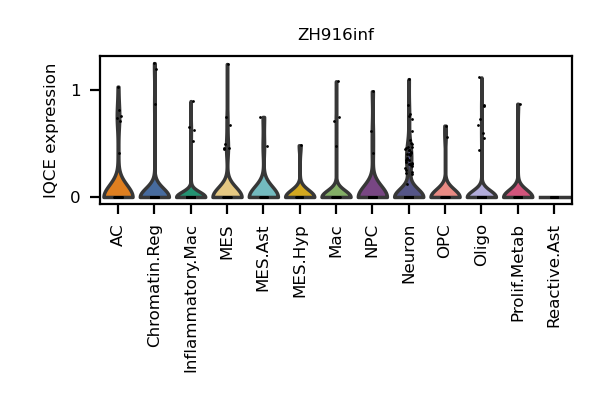 ZH916inf
IQCE expression
1
0
AC
Chromatin.Reg
Inflammatory.Mac
MES
MES.Ast
MES.Hyp
Mac
NPC
Neuron
OPC
Oligo
Prolif.Metab
Reactive.Ast